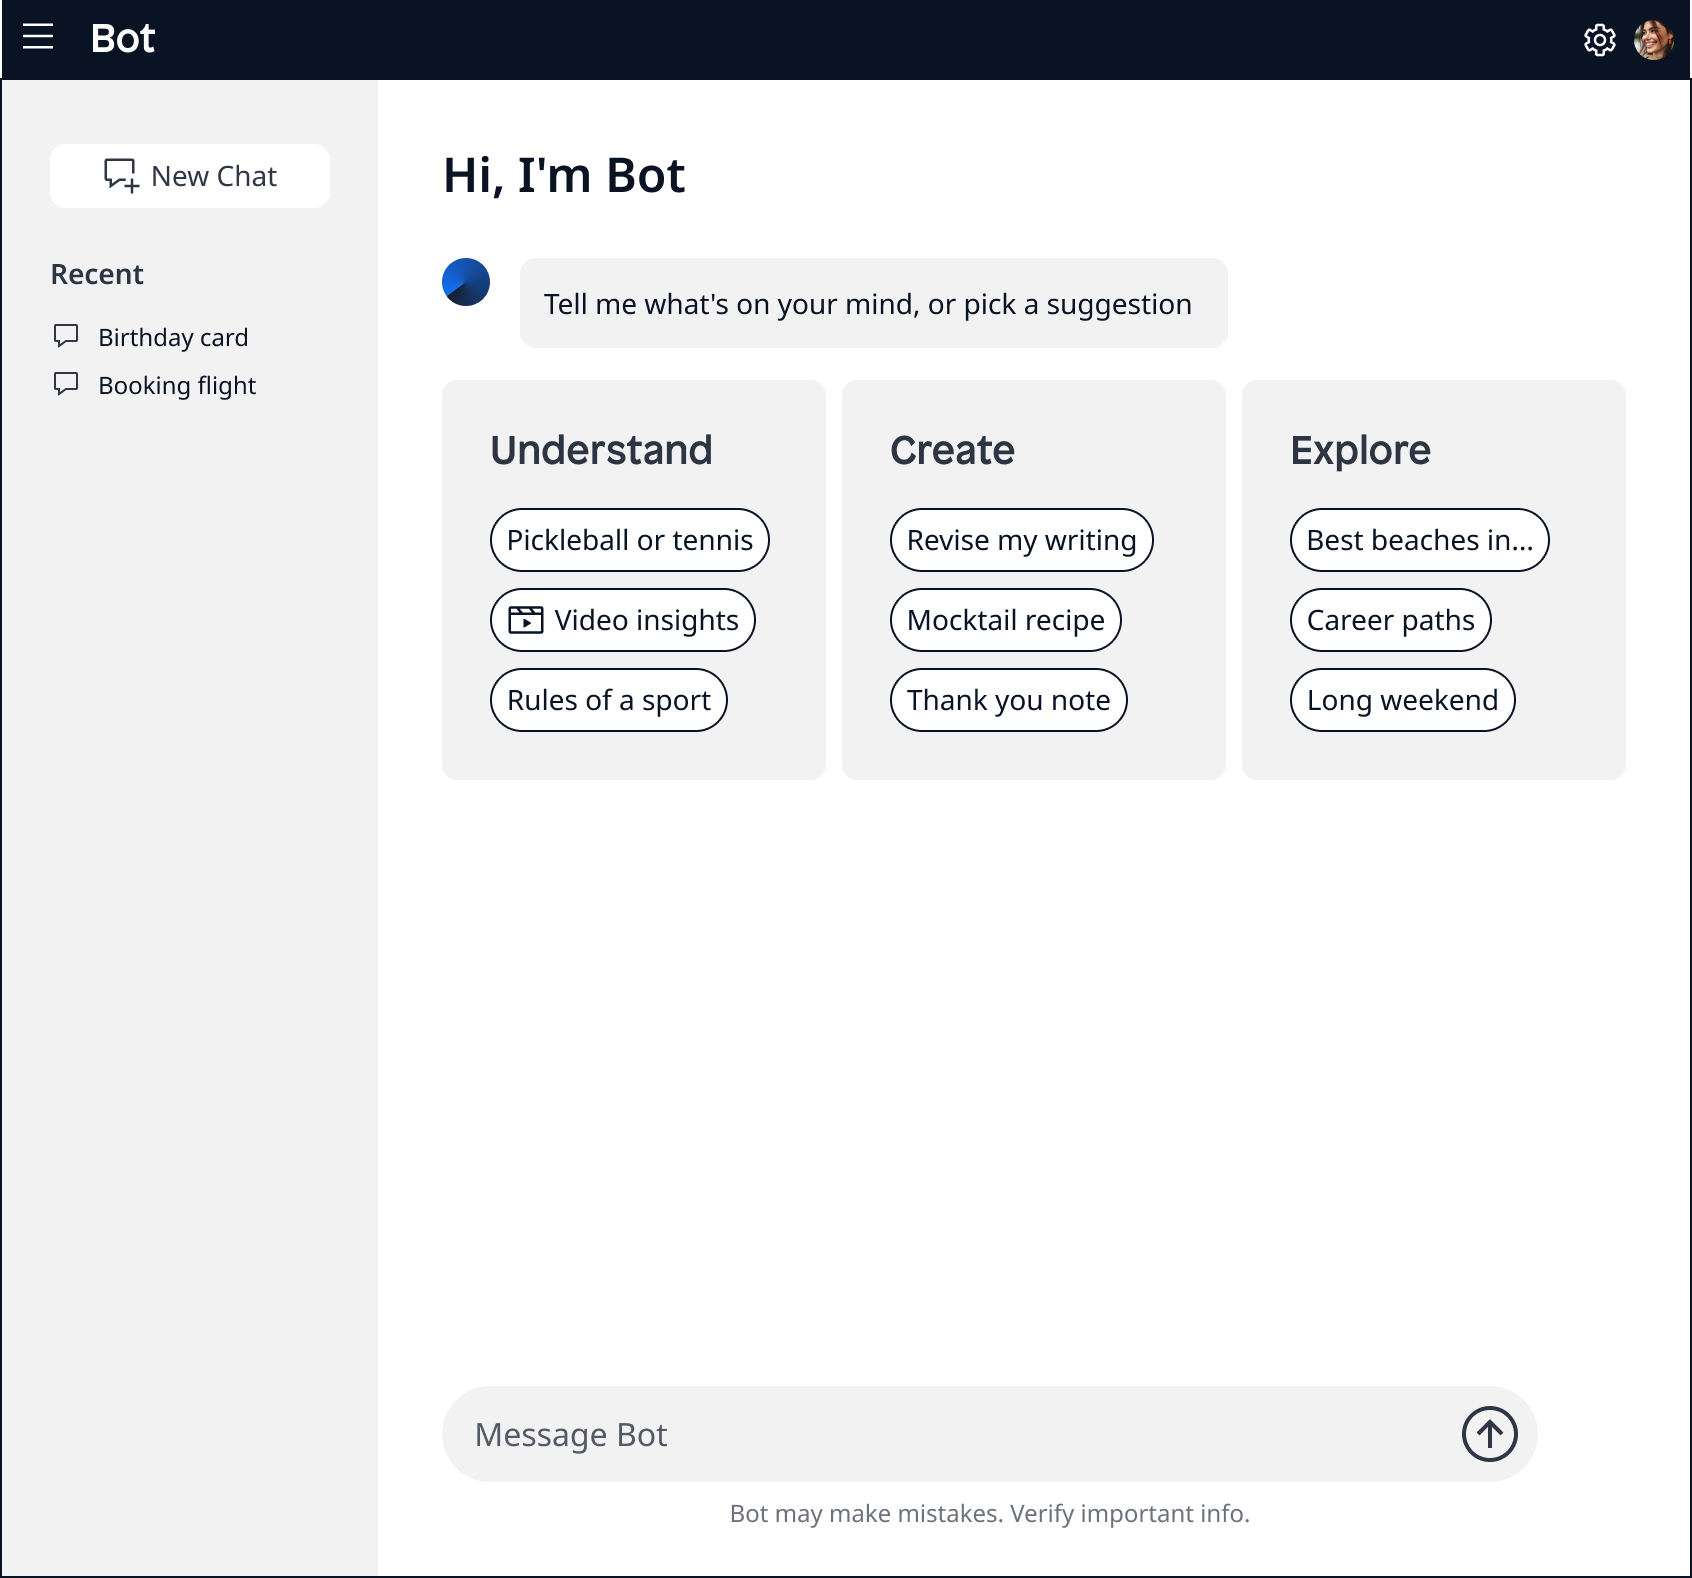 Bot
New Chat
Recent
Birthday card
Booking flight
Hi, I'm Bot
Tell me what's on your mind, or pick a suggestion
Understand
Pickleball or tennis
Video insights
Rules of a sport
Create
Revise my writing
Mocktail recipe
Thank you note
Explore
Best beaches in...
Career paths
Long weekend
Message Bot
Bot may make mistakes. Verify important info.